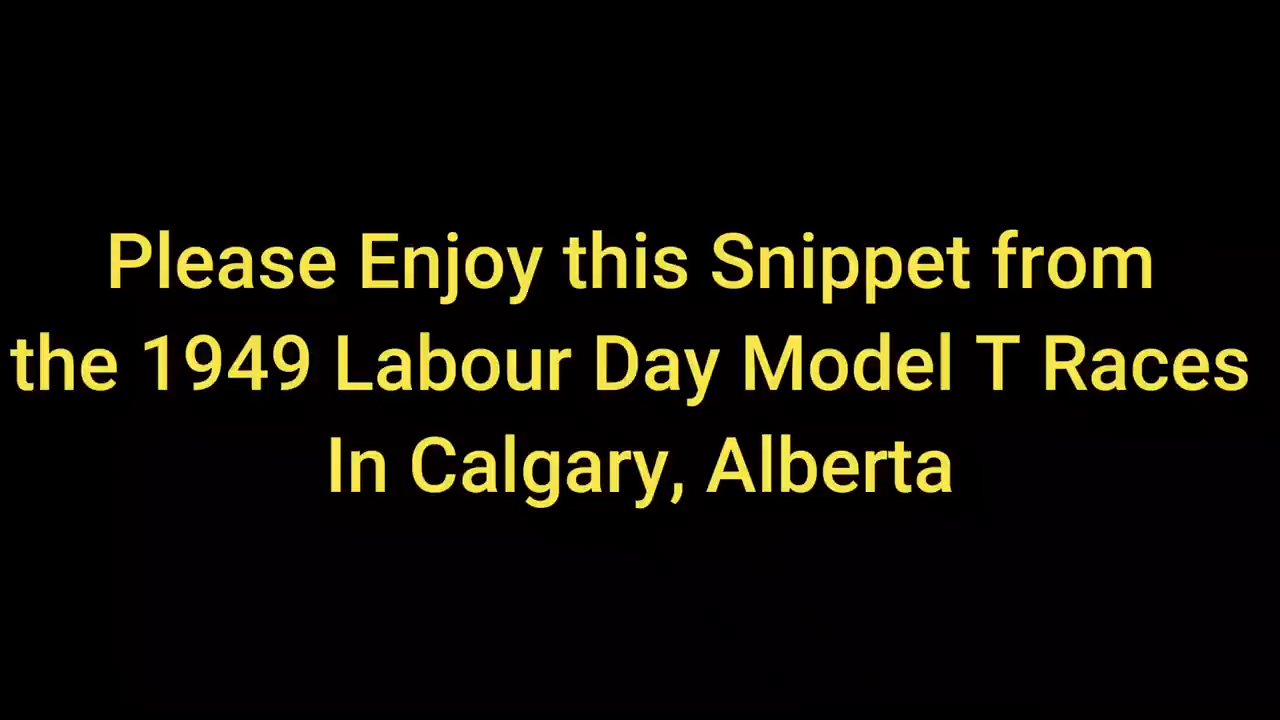 Please Enjoy this Snippet from
the 1949 Labour Day Model T Races
In Calgary, Alberta